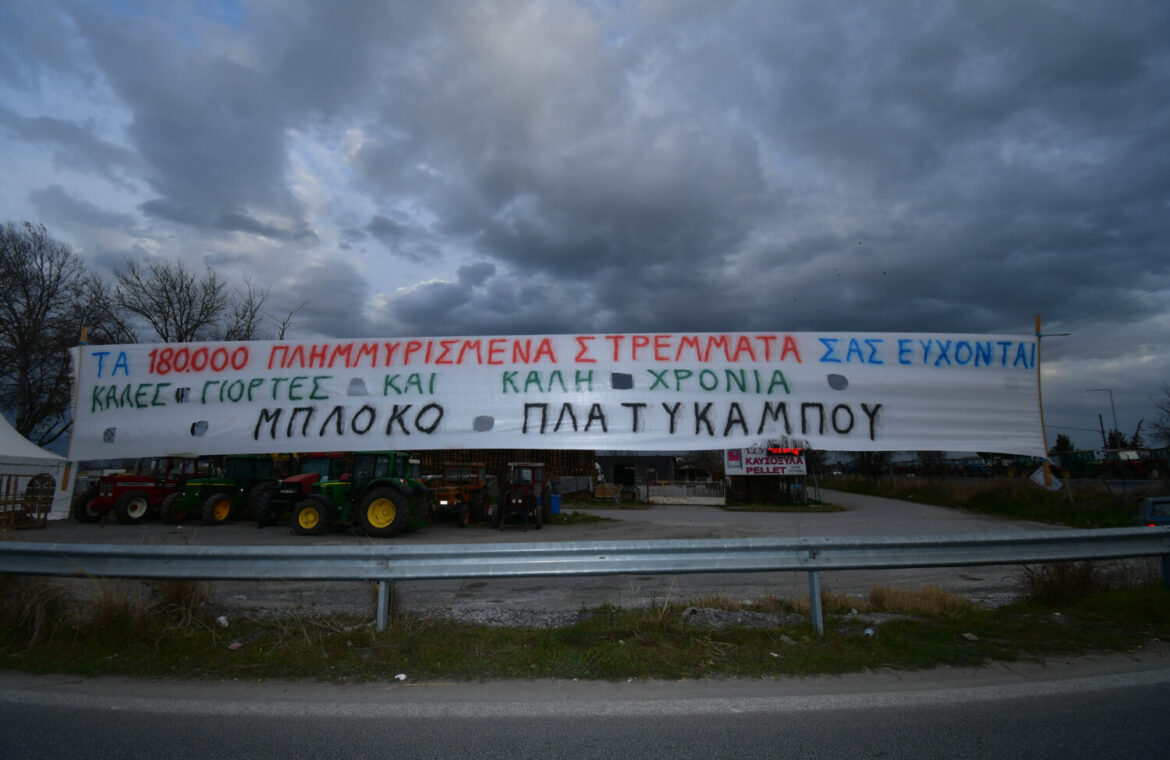 ΤΑ 180.000 ΠΛΗΜΜΥΡΙΣΜΕΝΑ ΣΤΡΕΜΜΑΤΑ ΣΑΣ ΕΥΧΟΝΤΑΙ
ΚΑΛΕΣ ΓΙΟΡΤΕΣ ΚΑΙ ΚΑΛΗ ΧΡΟΝΙΑ
ΜΠΛΟΚΟ ΠΛΑΤΥΚΑΜΠΟΥ
ΚΑΥΣΟΞΥΛΑ
PELLET